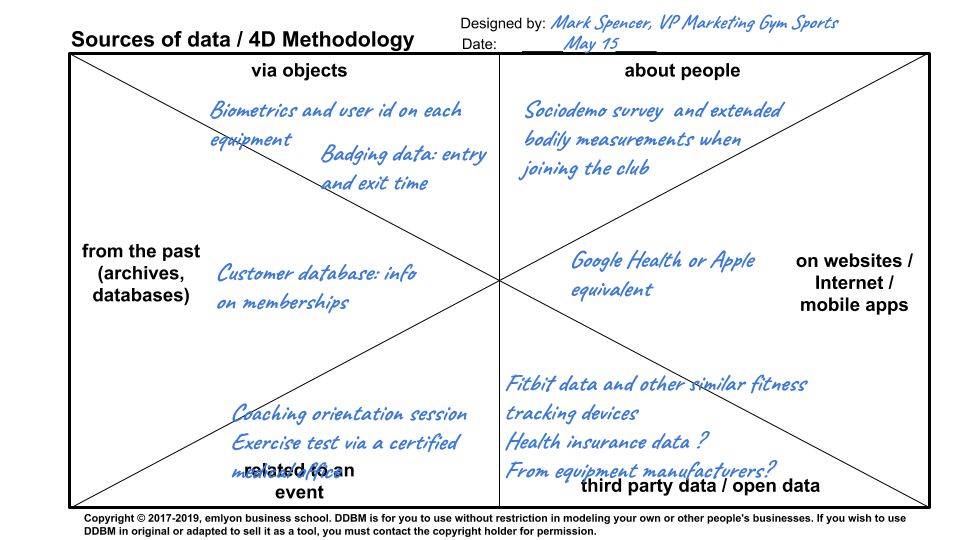 Designed by: Mark Spencer, VP Marketing Gym Sports
Sources of data / 4D Methodology
Date: _____May 15_____
via objects
about people
Biometrics and user id on each
equipment
Badging data: entry
and exit time
Sociodemo survey and extended
bodily measurements when
joining the club
from the past
(archives,
databases)
Customer database: info
on memberships
Google Health or Apple
equivalent
on websites /
Internet /
mobile apps
Coaching orientation session
Exercise test via a certified
medical office
related to an
event
Fitbit data and other similar fitness
tracking devices
Health insurance data ?
From equipment manufacturers?
third party data / open data
Copyright © 2017-2019, emlyon business school. DDBM is for you to use without restriction in modeling your own or other people's businesses. If you wish to use
DDBM in original or adapted to sell it as a tool, you must contact the copyright holder for permission.